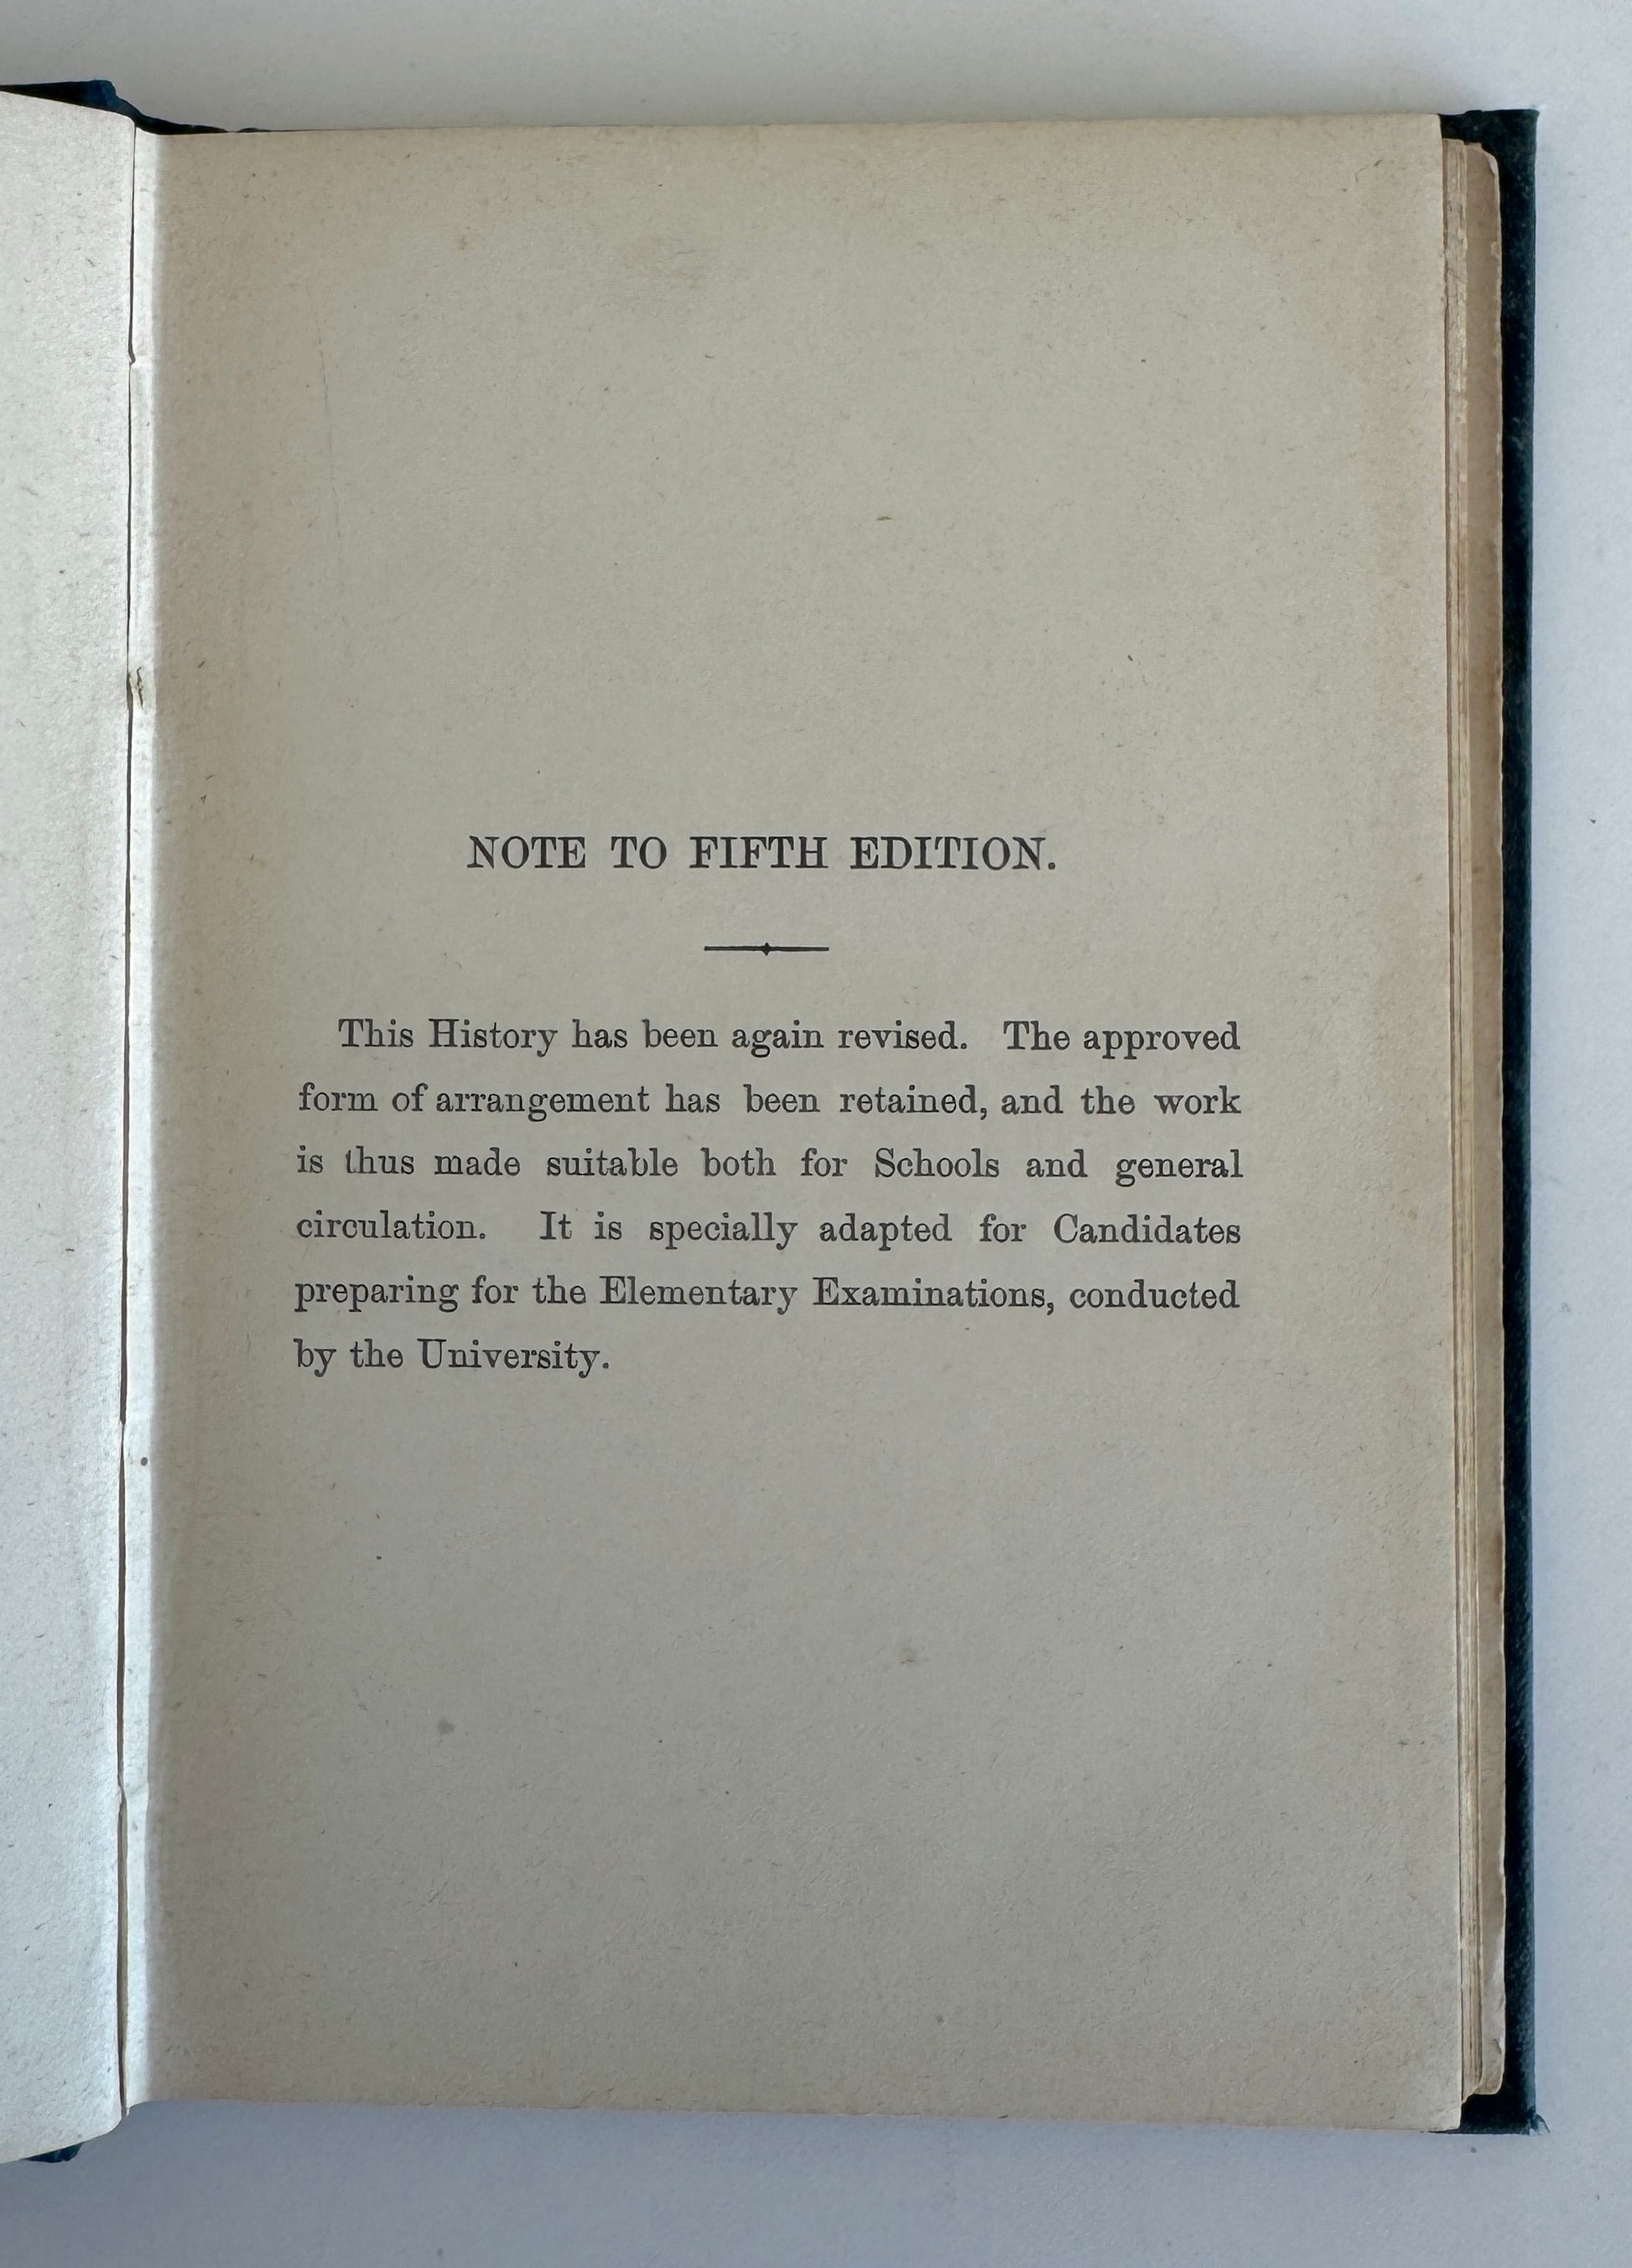 NOTE TO FIFTH EDITION.
This History has been again revised. The approved
form of arrangement has been retained, and the work
is thus made suitable both for Schools and general
circulation. It is specially adapted for Candidates
preparing for the Elementary Examinations, conducted
by the University.